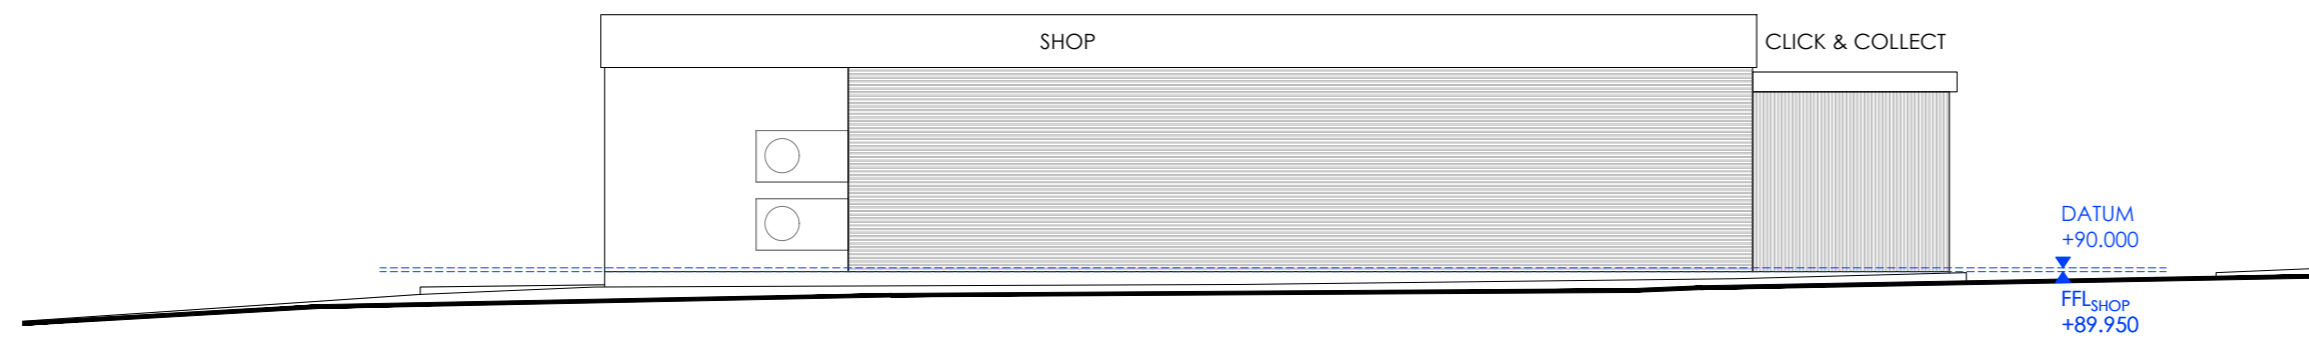 SHOP
CLICK & COLLECT
DATUM
+90.000
FFLSHOP
+89.950